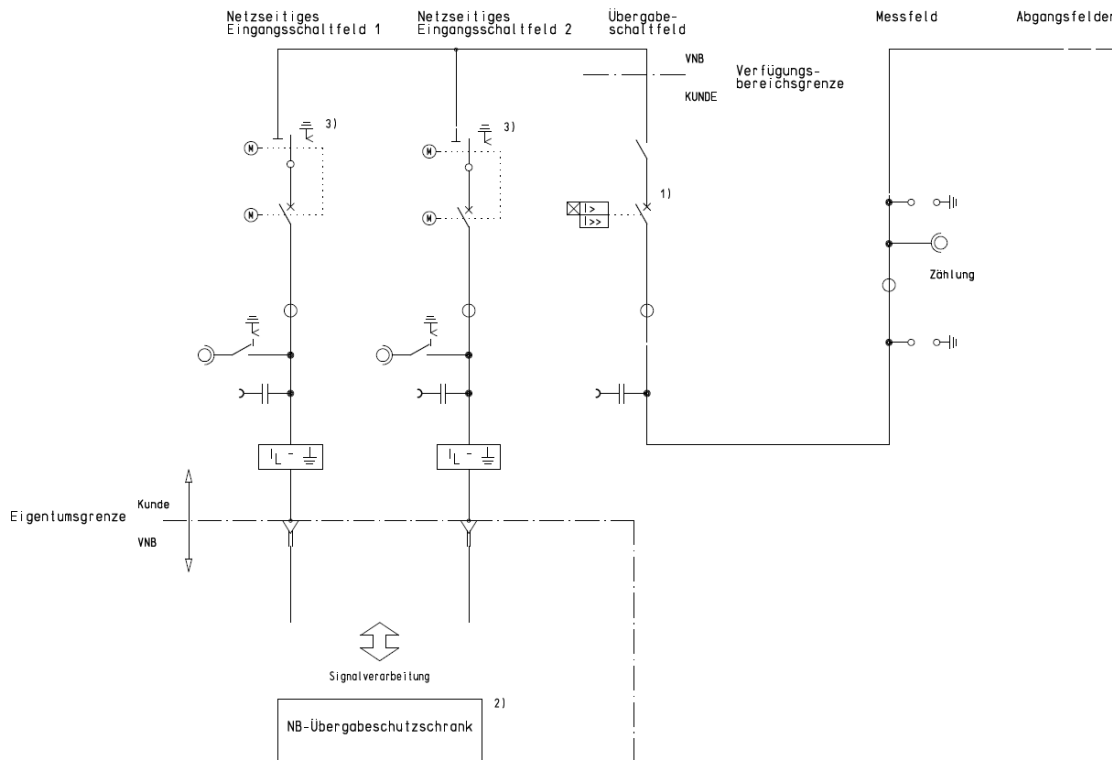 Netzseitiges
Eingangsschaltfeld 1
Netzseitiges
Eingangsschaltfeld 2
Übergabe-
schaltfeld
Messfeld
Abgangsfelder
VNB
KUNDE
Verfügungs-
bereichsgrenze
3)
3)
M
M
M
M
1)
I>
I>>
Zählung
IL -
IL -
Eigentumsgrenze
Kunde
VNB
Signalverarbeitung
2)
NB-Übergabeschutzschrank